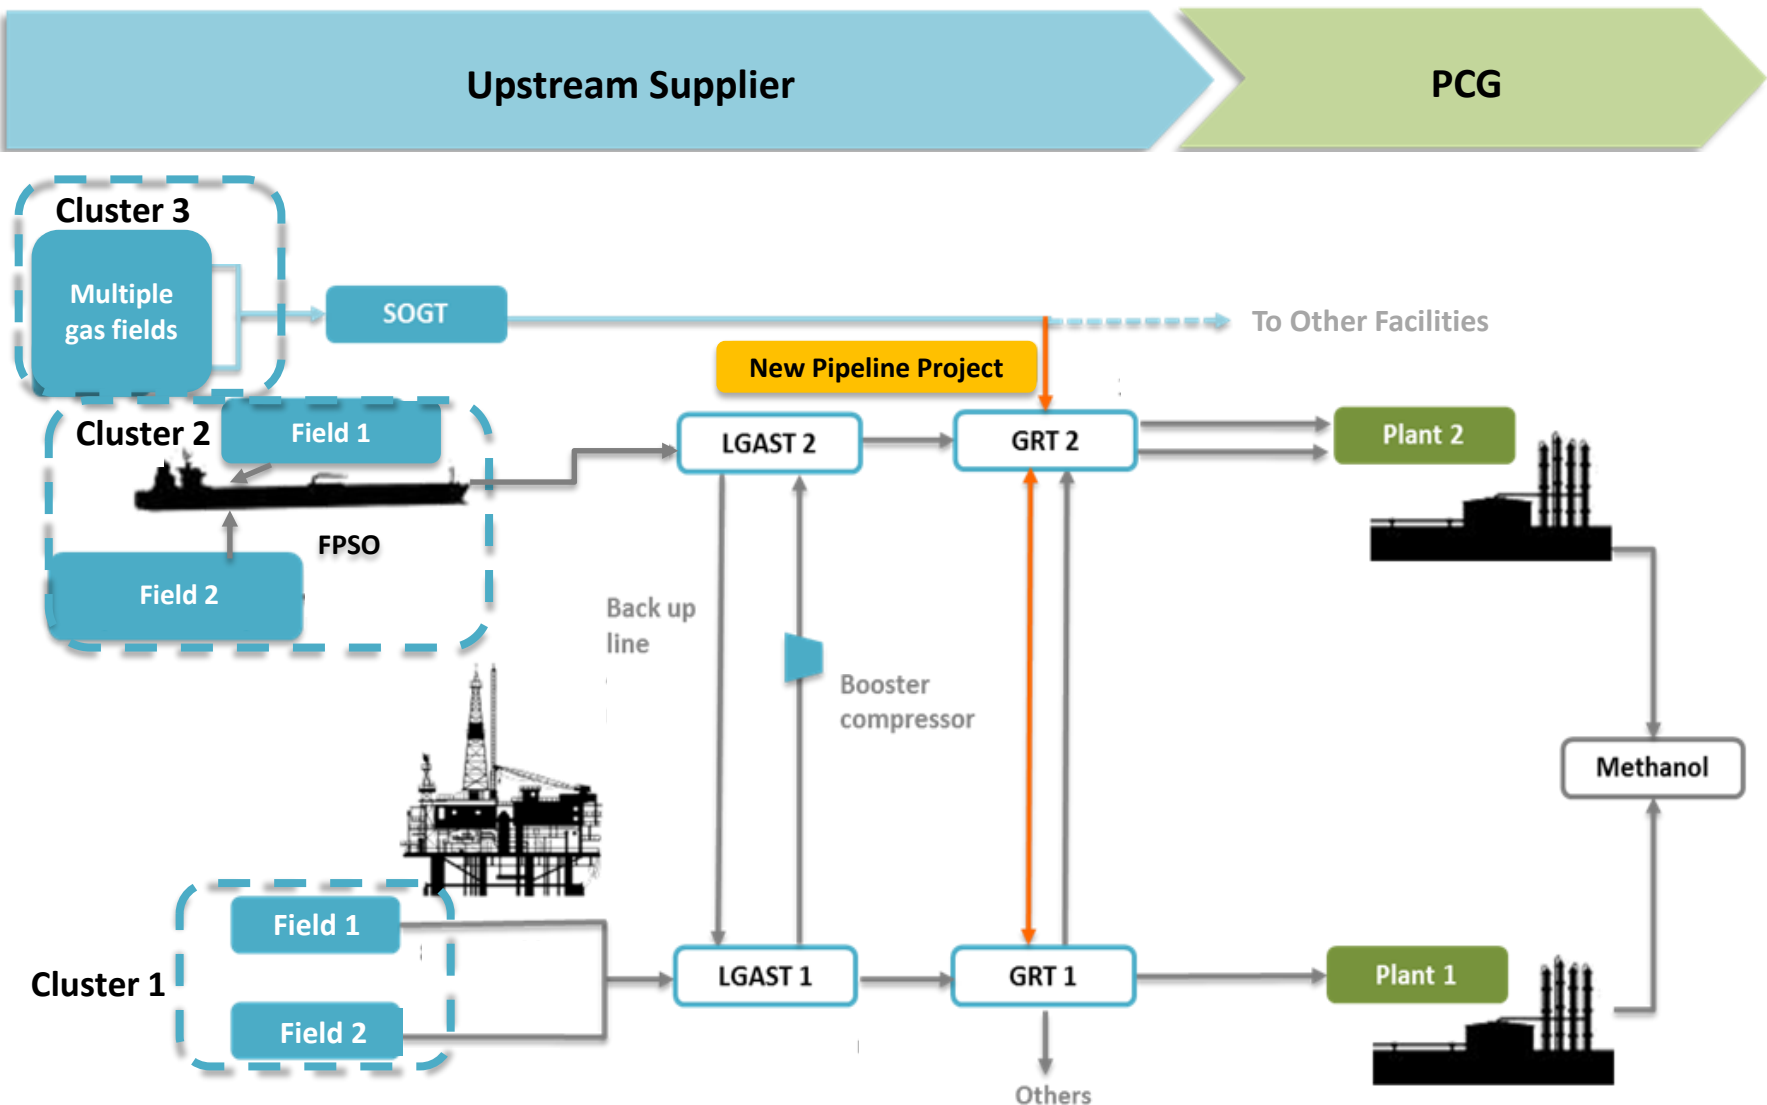 Upstream Supplier
PCG
Cluster 3
Multiple
gas fields
SOGT
To Other Facilities
New Pipeline Project
Cluster 2
Field 1
LGAST 2
GRT 2
Plant 2
FPSO
Field 2
Back up
line
Booster
compressor
Methanol
Field 1
Cluster 1
LGAST 1
GRT 1
Plant 1
Field 2
Others